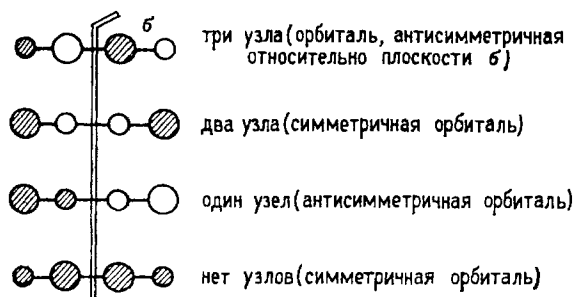 б
три узла (орбиталь, антисимметричная
относительно плоскости б)
два узла (симметричная орбиталь)
один узел (антисимметричная орбиталь)
нет узлов (симметричная орбиталь)